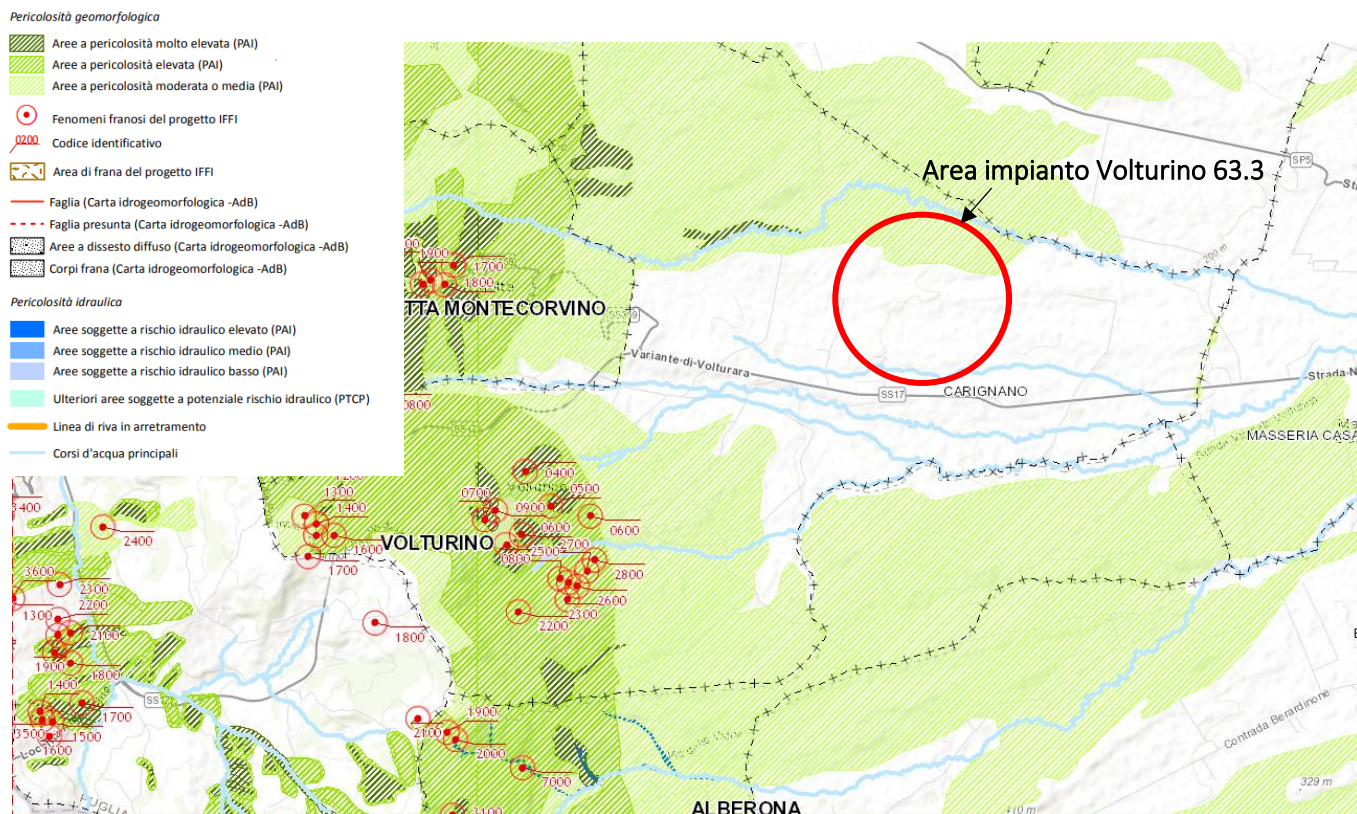 Pericolosità geomorfologica
Aree a pericolosità molto elevata (PAI)
Aree a pericolosità elevata (PAI)
Aree a pericolosità moderata o media (PAI)
Fenomeni franosi del progetto IFFI
0200 Codice identificativo
Area di frana del progetto IFFI
Faglia (Carta idrogeomorfologica -AdB)
Faglia presunta (Carta idrogeomorfologica -AdB)
Aree a dissesto diffuso (Carta idrogeomorfologica -AdB)
Corpi frana (Carta idrogeomorfologica -AdB)
Pericolosità idraulica
Aree soggette a rischio idraulico elevato (PAI)
Aree soggette a rischio idraulico medio (PAI)
Aree soggette a rischio idraulico basso (PAI)
Ulteriori aree soggette a potenziale rischio idraulico (PTCP)
Linea di riva in arretramento
Corsi d'acqua principali
Area impianto Volturino 63.3
SP5
200 m
1900
1700
1800
TTA MONTECORVINO
Variante di Volturara
SS17
CARIGNANO
Strada N
0800
MASSERIA CASA
0400
0700
0500
0900
0600
0600
VOLTURINO
2500
2700
0800
2800
2600
2300
2200
1300
1400
1600
1700
1800
3400
2400
3600
2300
2200
1300
2100
1900
1800
1400
1700
3500
1500
1600
1900
2100
2000
7000
3100
Contrada Berardinone
329 m
ALBERONA